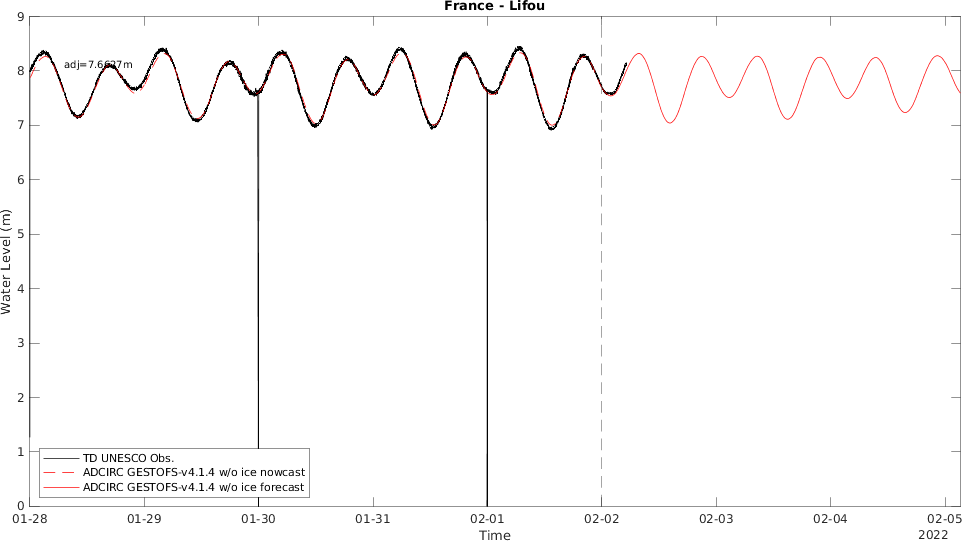 France - Lifou
9
8
7
6
5
4
3
2
1
0
Water Level (m)
adj=7.6627m
TD UNESCO Obs.
ADCIRC GESTOFS-v4.1.4 w/o ice nowcast
ADCIRC GESTOFS-v4.1.4 w/o ice forecast
01-28 01-29 01-30 01-31 02-01 02-02 02-03 02-04 02-05
Time
2022